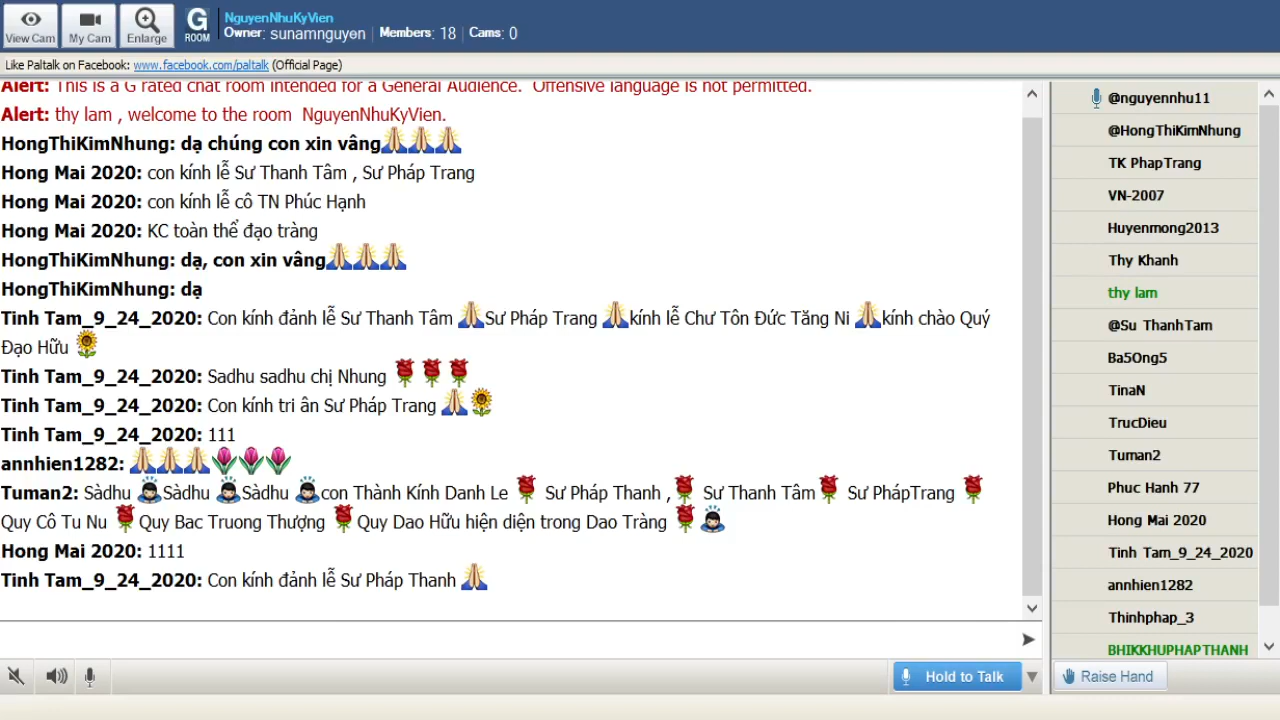 View Cam
My Cam
Enlarge
G
ROOM
NguyenNhuKyVien
Owner: sunamnguyen | Members: 18 | Cams: 0
Like Paltalk on Facebook: www.facebook.com/paltalk (Official Page)
Alert: This is a G rated chat room intended for a General Audience. Offensive language is not permitted.
Alert: thy lam , welcome to the room NguyenNhuKyVien.
HongThiKimNhung: dạ chúng con xin vâng
Hong Mai 2020: con kính lễ Sư Thanh Tâm , Sư Pháp Trang
Hong Mai 2020: con kính lễ cô TN Phúc Hạnh
Hong Mai 2020: KC toàn thể đạo tràng
HongThiKimNhung: dạ, con xin vâng
HongThiKimNhung: dạ
Tinh Tam_9_24_2020: Con kính đảnh lễ Sư Thanh Tâm Sư Pháp Trang kính lễ Chư Tôn Đức Tăng Ni kính chào Quý
Đạo Hữu
Tinh Tam_9_24_2020: Sadhu sadhu chị Nhung
Tinh Tam_9_24_2020: Con kính tri ân Sư Pháp Trang
Tinh Tam_9_24_2020: 111
annhien1282:
Tuman2: Sàdhu Sàdhu Sàdhu con Thành Kính Danh Le Sư Pháp Thanh , Sư Thanh Tâm Sư PhápTrang
Quy Cô Tu Nu Quy Bac Truong Thượng Quy Dao Hữu hiện diện trong Dao Tràng
Hong Mai 2020: 1111
Tinh Tam_9_24_2020: Con kính đảnh lễ Sư Pháp Thanh
Hold to Talk
@nguyennhu11
@HongThiKimNhung
TK PhapTrang
VN-2007
Huyenmong2013
Thy Khanh
thy lam
@Su ThanhTam
Ba5Ong5
TinaN
TrucDieu
Tuman2
Phuc Hanh 77
Hong Mai 2020
Tinh Tam_9_24_2020
annhien1282
Thinhphap_3
BHIKKHUPHAPTHANH
Raise Hand